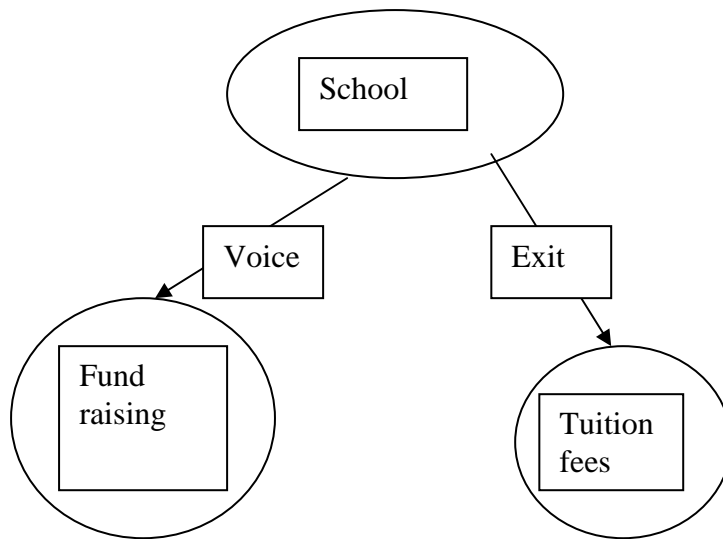 School
Voice
Exit
Fund
raising
Tuition
fees